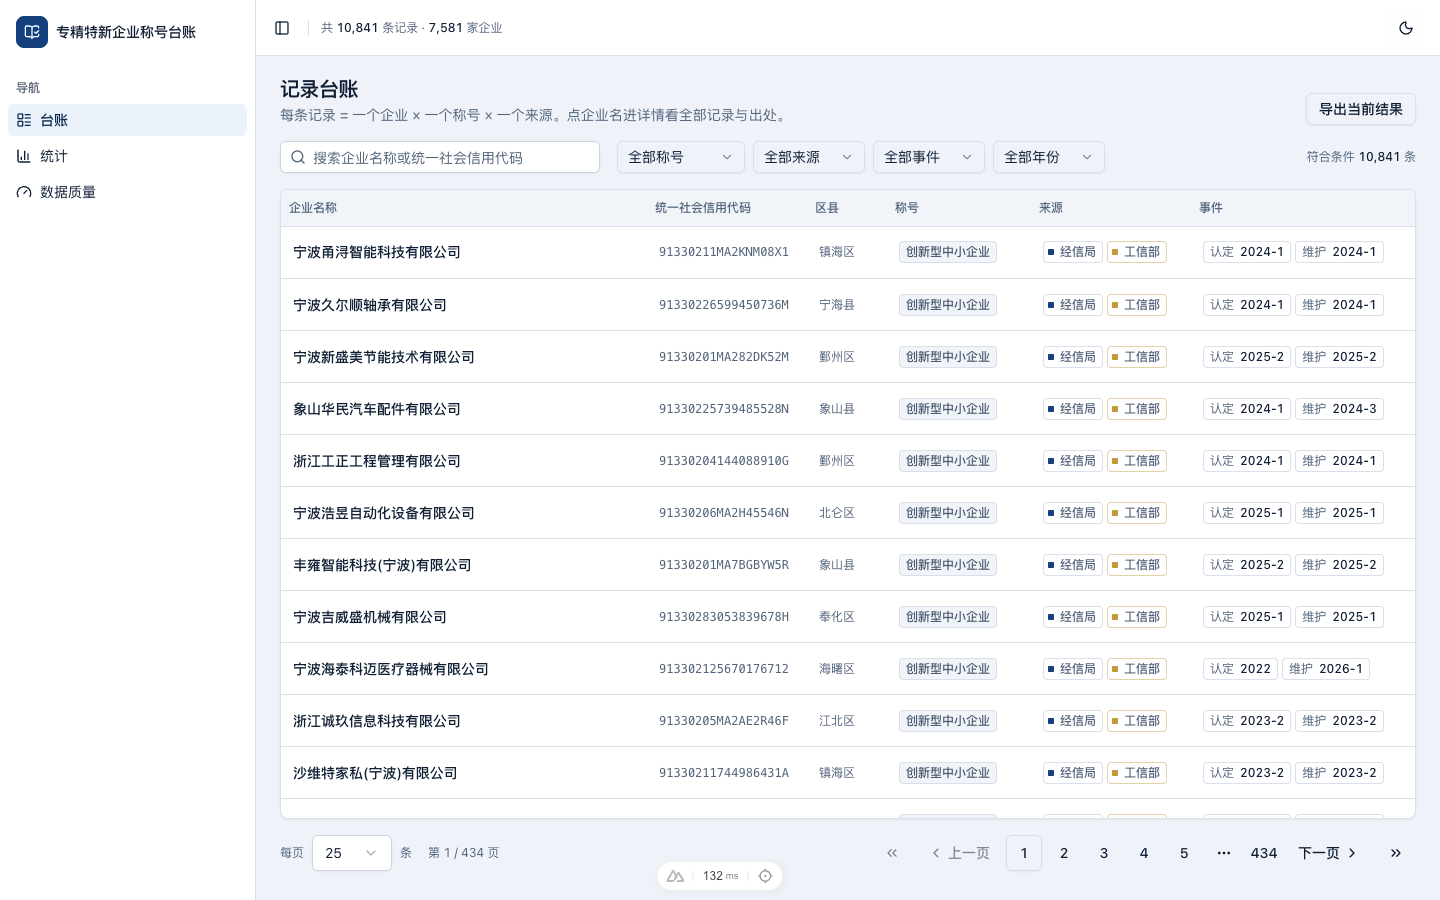 专精特新企业称号台账
导航
台账
统计
数据质量
共 10,841 条记录 · 7,581 家企业
记录台账
每条记录 = 一个企业 × 一个称号 × 一个来源。点企业名进详情看全部记录与出处。
导出当前结果
搜索企业名称或统一社会信用代码 全部称号 全部来源 全部事件 全部年份 符合条件 10,841 条
企业名称 统一社会信用代码 区县 称号 来源 事件
宁波甬浔智能科技有限公司 91330211MA2KNM08X1 镇海区 创新型中小企业 经信局 工信部 认定 2024-1 维护 2024-1
宁波久尔顺轴承有限公司 91330226599450736M 宁海县 创新型中小企业 经信局 工信部 认定 2024-1 维护 2024-1
宁波新盛美节能技术有限公司 91330201MA282DK52M 鄞州区 创新型中小企业 经信局 工信部 认定 2025-2 维护 2025-2
象山华民汽车配件有限公司 91330225739485528N 象山县 创新型中小企业 经信局 工信部 认定 2024-1 维护 2024-3
浙江工正工程管理有限公司 91330204144088910G 鄞州区 创新型中小企业 经信局 工信部 认定 2024-1 维护 2024-1
宁波浩昱自动化设备有限公司 91330206MA2H45546N 北仑区 创新型中小企业 经信局 工信部 认定 2025-1 维护 2025-1
丰雍智能科技(宁波)有限公司 91330201MA7BGBYW5R 象山县 创新型中小企业 经信局 工信部 认定 2025-2 维护 2025-2
宁波吉威盛机械有限公司 91330283053839678H 奉化区 创新型中小企业 经信局 工信部 认定 2025-1 维护 2025-1
宁波海泰科迈医疗器械有限公司 913302125670176712 海曙区 创新型中小企业 经信局 工信部 认定 2022 维护 2026-1
浙江诚玖信息科技有限公司 91330205MA2AE2R46F 江北区 创新型中小企业 经信局 工信部 认定 2023-2 维护 2023-2
沙维特家私(宁波)有限公司 91330211744986431A 镇海区 创新型中小企业 经信局 工信部 认定 2023-2 维护 2023-2
每页 25 条 第 1 / 434 页 上一页 1 2 3 4 5 ··· 434 下一页
132 ms